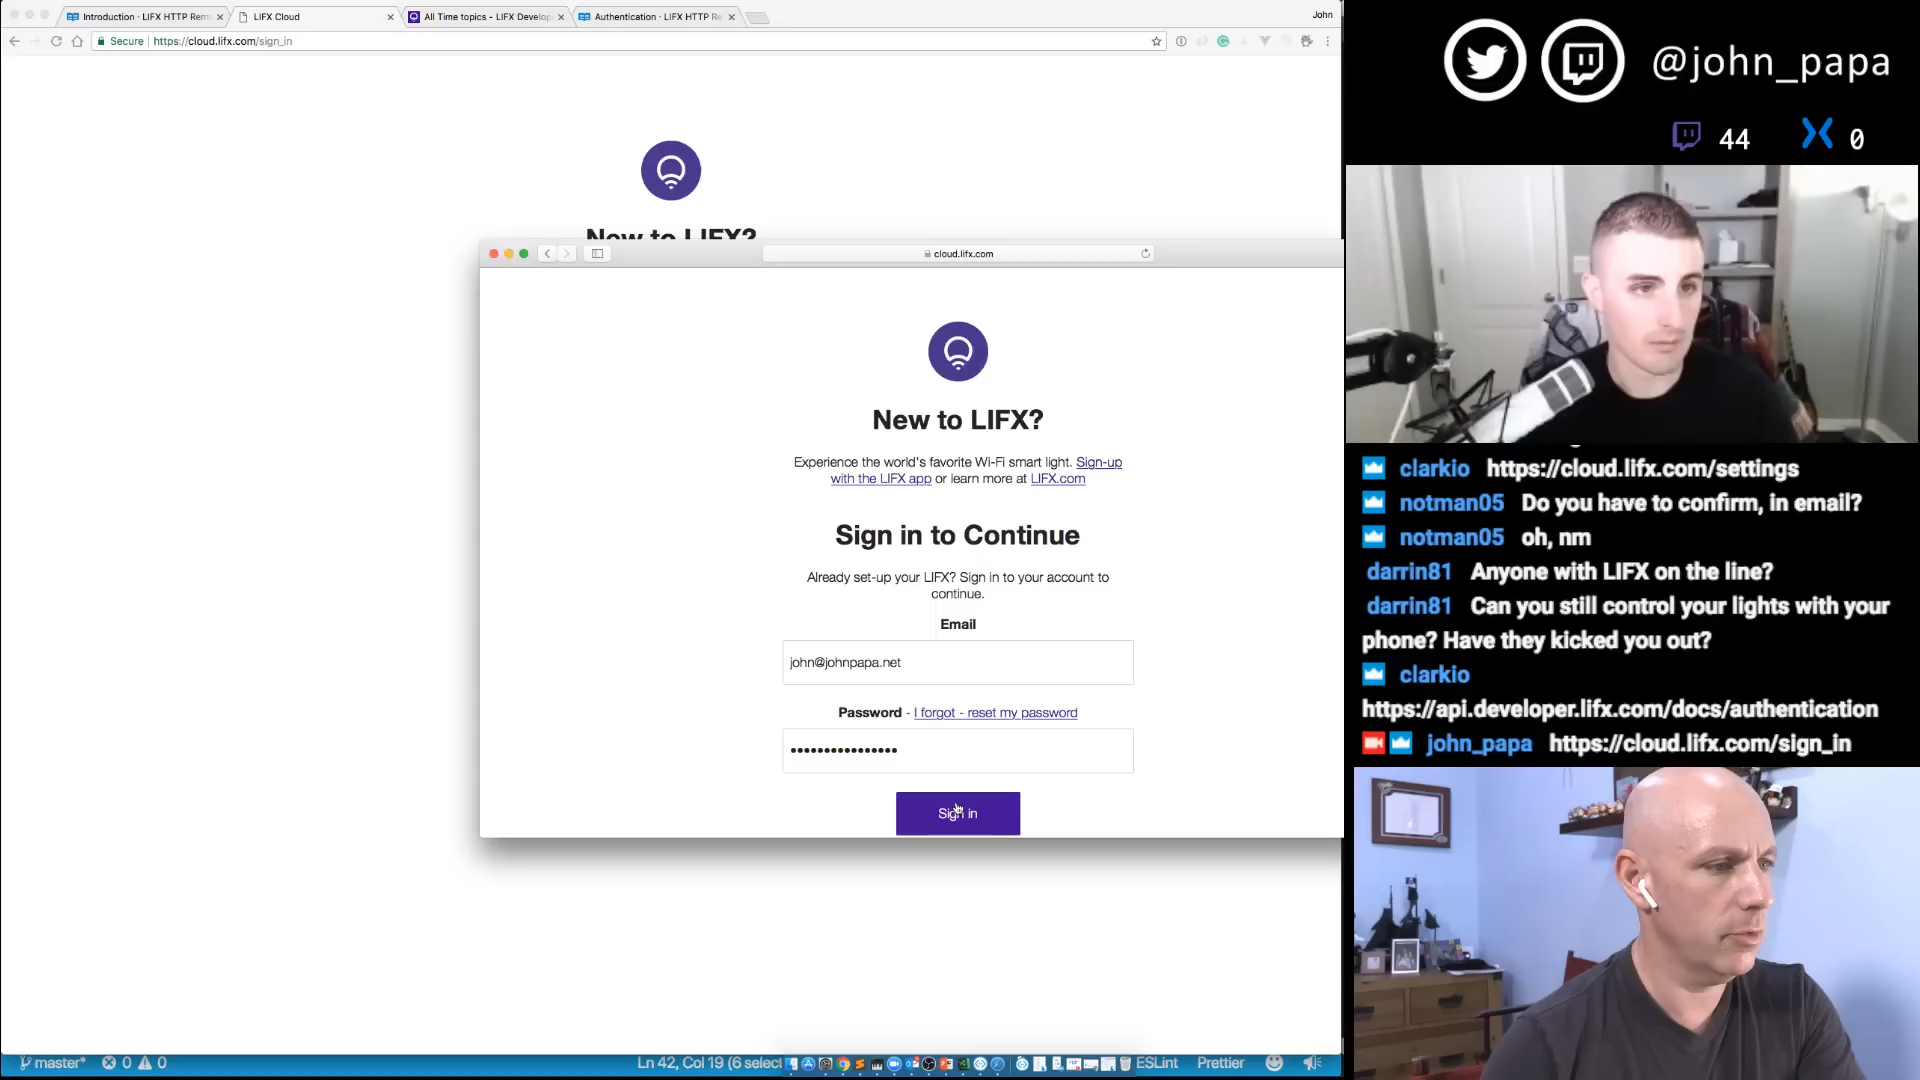 Introduction · LIFX HTTP Rem
LIFX Cloud
All Time topics - LIFX Develop
Authentication · LIFX HTTP Re
John
Secure
https://cloud.lifx.com/sign_in
New to LIFX?
cloud.lifx.com
New to LIFX?
Experience the world's favorite Wi-Fi smart light. Sign-up
with the LIFX app or learn more at LIFX.com
Sign in to Continue
Already set-up your LIFX? Sign in to your account to
continue.
Email
john@johnpapa.net
Password - I forgot - reset my password
••••••••••••••••
Sign in
master*
0
0
Ln 42, Col 19 (6 select
ESLint
Prettier
@john_papa
44
0
clarkio https://cloud.lifx.com/settings
notman05 Do you have to confirm, in email?
notman05 oh, nm
darrin81 Anyone with LIFX on the line?
darrin81 Can you still control your lights with your
phone? Have they kicked you out?
clarkio
https://api.developer.lifx.com/docs/authentication
john_papa https://cloud.lifx.com/sign_in